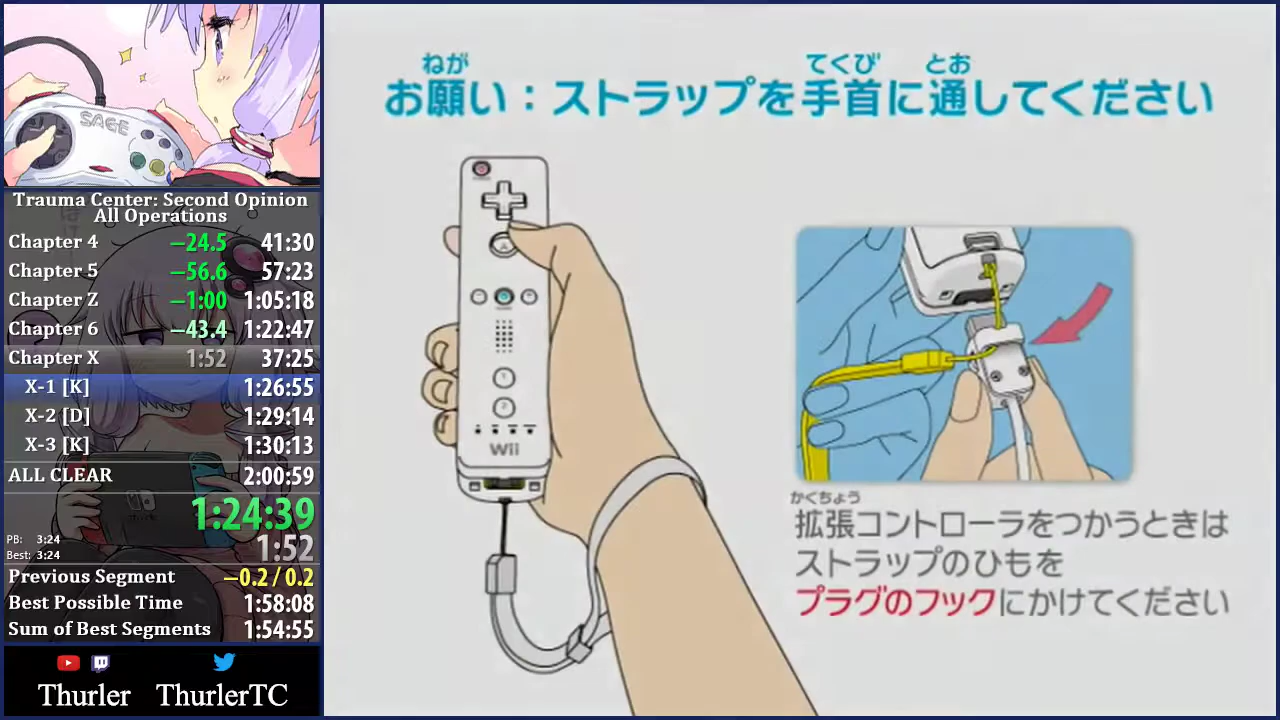 SAGE
Trauma Center: Second Opinion
All Operations
Chapter 4 −24.5 41:30
Chapter 5 −56.6 57:23
Chapter Z −1:00 1:05:18
Chapter 6 −43.4 1:22:47
Chapter X 1:52 37:25
X-1 [K] 1:26:55
X-2 [D] 1:29:14
X-3 [K] 1:30:13
ALL CLEAR 2:00:59
1:24:39
PB: 3:24
Best: 3:24
1:52
Previous Segment −0.2 / 0.2
Best Possible Time 1:58:08
Sum of Best Segments 1:54:55
Thurler ThurlerTC
ねが てくび とお
お願い：ストラップを手首に通してください
A
1
2
Wii
かくちょう
拡張コントローラをつかうときは
ストラップのひもを
プラグのフックにかけてください